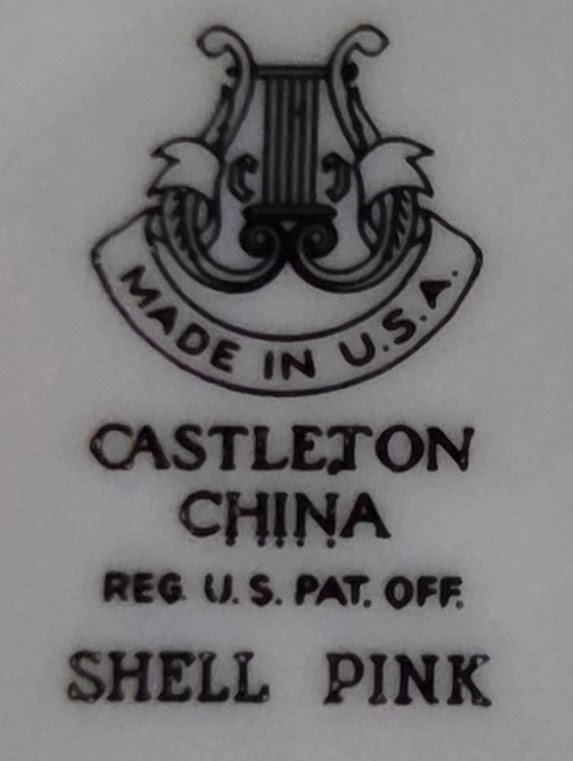 MADE IN U.S.A.
CASTLETON
CHINA
REG. U.S. PAT. OFF.
SHELL PINK